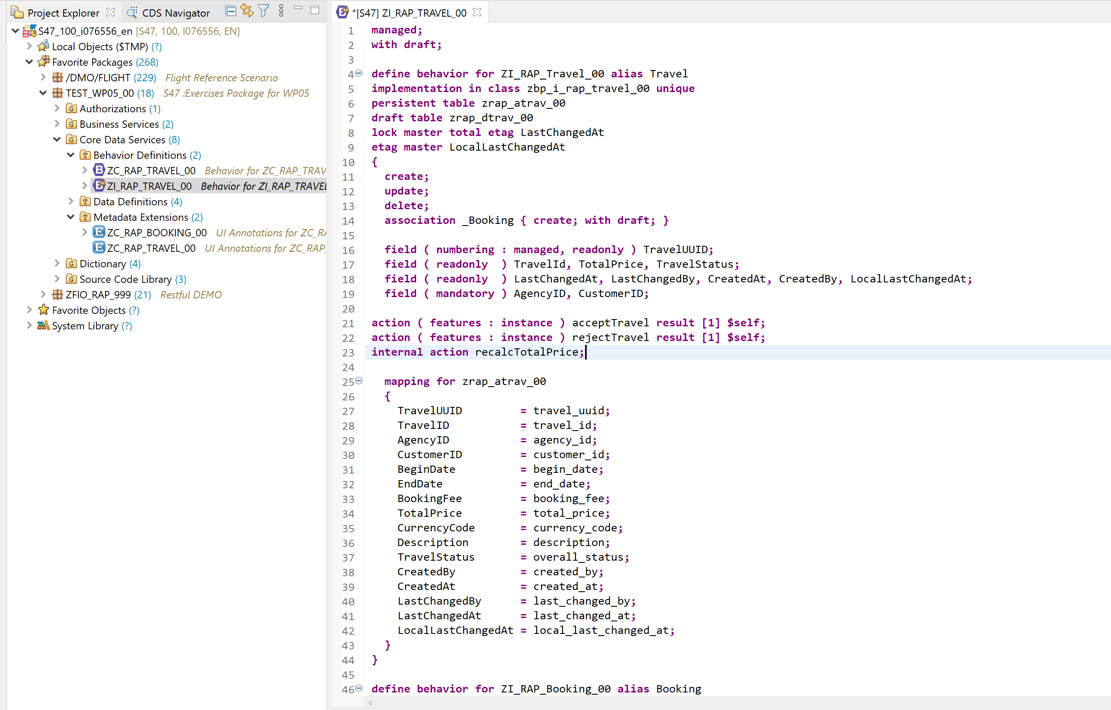 Project Explorer
CDS Navigator
S47_100_i076556_en [S47, 100, I076556, EN]
Local Objects ($TMP) (?)
Favorite Packages (268)
/DMO/FLIGHT (229) Flight Reference Scenario
TEST_WP05_00 (18) S47 :Exercises Package for WP05
Authorizations (1)
Business Services (2)
Core Data Services (8)
Behavior Definitions (2)
ZC_RAP_TRAVEL_00 Behavior for ZC_RAP_TRAV
ZI_RAP_TRAVEL_00 Behavior for ZI_RAP_TRAVEL
Data Definitions (4)
Metadata Extensions (2)
ZC_RAP_BOOKING_00 UI Annotations for ZC_RA
ZC_RAP_TRAVEL_00 UI Annotations for ZC_RAP_
Dictionary (4)
Source Code Library (3)
ZFIO_RAP_999 (21) Restful DEMO
Favorite Objects (?)
System Library (?)
*[S47] ZI_RAP_TRAVEL_00
1 managed;
2 with draft;
3
4 define behavior for ZI_RAP_Travel_00 alias Travel
5 implementation in class zbp_i_rap_travel_00 unique
6 persistent table zrap_atrav_00
7 draft table zrap_dtrav_00
8 lock master total etag LastChangedAt
9 etag master LocalLastChangedAt
10 {
11 create;
12 update;
13 delete;
14 association _Booking { create; with draft; }
15
16 field ( numbering : managed, readonly ) TravelUUID;
17 field ( readonly ) TravelId, TotalPrice, TravelStatus;
18 field ( readonly ) LastChangedAt, LastChangedBy, CreatedAt, CreatedBy, LocalLastChangedAt;
19 field ( mandatory ) AgencyID, CustomerID;
20
21 action ( features : instance ) acceptTravel result [1] $self;
22 action ( features : instance ) rejectTravel result [1] $self;
23 internal action recalcTotalPrice;
24
25 mapping for zrap_atrav_00
26 {
27 TravelUUID = travel_uuid;
28 TravelID = travel_id;
29 AgencyID = agency_id;
30 CustomerID = customer_id;
31 BeginDate = begin_date;
32 EndDate = end_date;
33 BookingFee = booking_fee;
34 TotalPrice = total_price;
35 CurrencyCode = currency_code;
36 Description = description;
37 TravelStatus = overall_status;
38 CreatedBy = created_by;
39 CreatedAt = created_at;
40 LastChangedBy = last_changed_by;
41 LastChangedAt = last_changed_at;
42 LocalLastChangedAt = local_last_changed_at;
43 }
44 }
45
46 define behavior for ZI_RAP_Booking_00 alias Booking